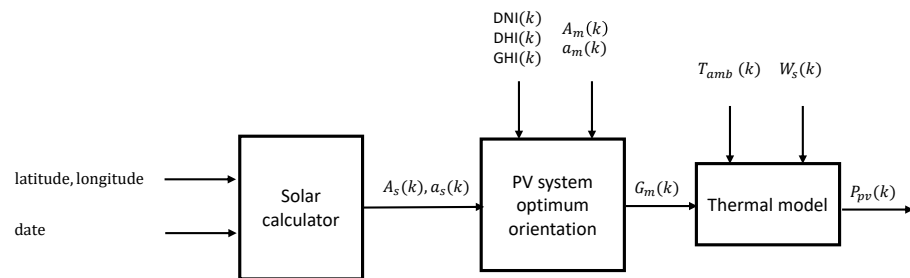 DNI(k)
DHI(k)
GHI(k)
A_m(k)
a_m(k)
T_amb (k)
W_s(k)
latitude, longitude
date
Solar
calculator
A_s(k), a_s(k)
PV system
optimum
orientation
G_m(k)
Thermal model
P_pv(k)